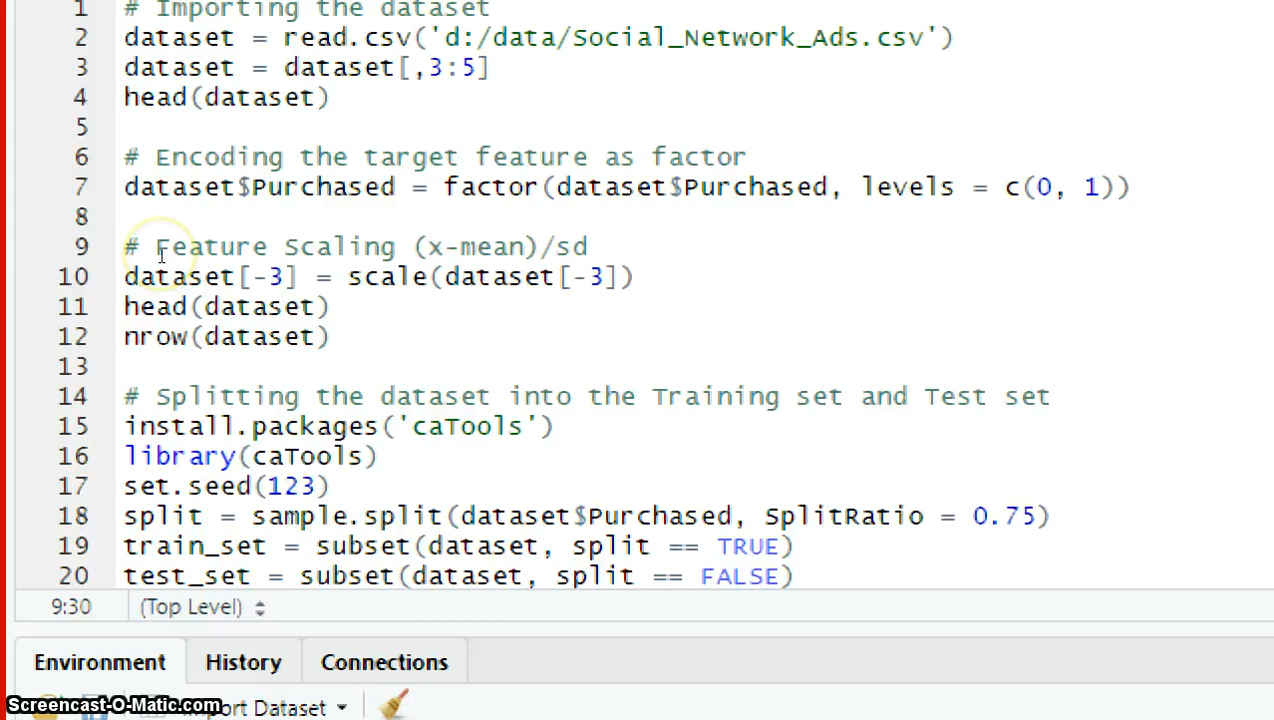 1 # Importing the dataset
2 dataset = read.csv('d:/data/Social_Network_Ads.csv')
3 dataset = dataset[,3:5]
4 head(dataset)
5
6 # Encoding the target feature as factor
7 dataset$Purchased = factor(dataset$Purchased, levels = c(0, 1))
8
9 # Feature Scaling (x-mean)/sd
10 dataset[-3] = scale(dataset[-3])
11 head(dataset)
12 nrow(dataset)
13
14 # Splitting the dataset into the Training set and Test set
15 install.packages('caTools')
16 library(caTools)
17 set.seed(123)
18 split = sample.split(dataset$Purchased, SplitRatio = 0.75)
19 train_set = subset(dataset, split == TRUE)
20 test_set = subset(dataset, split == FALSE)
9:30 (Top Level)
Environment History Connections
Screencast-O-Matic.com Dataset